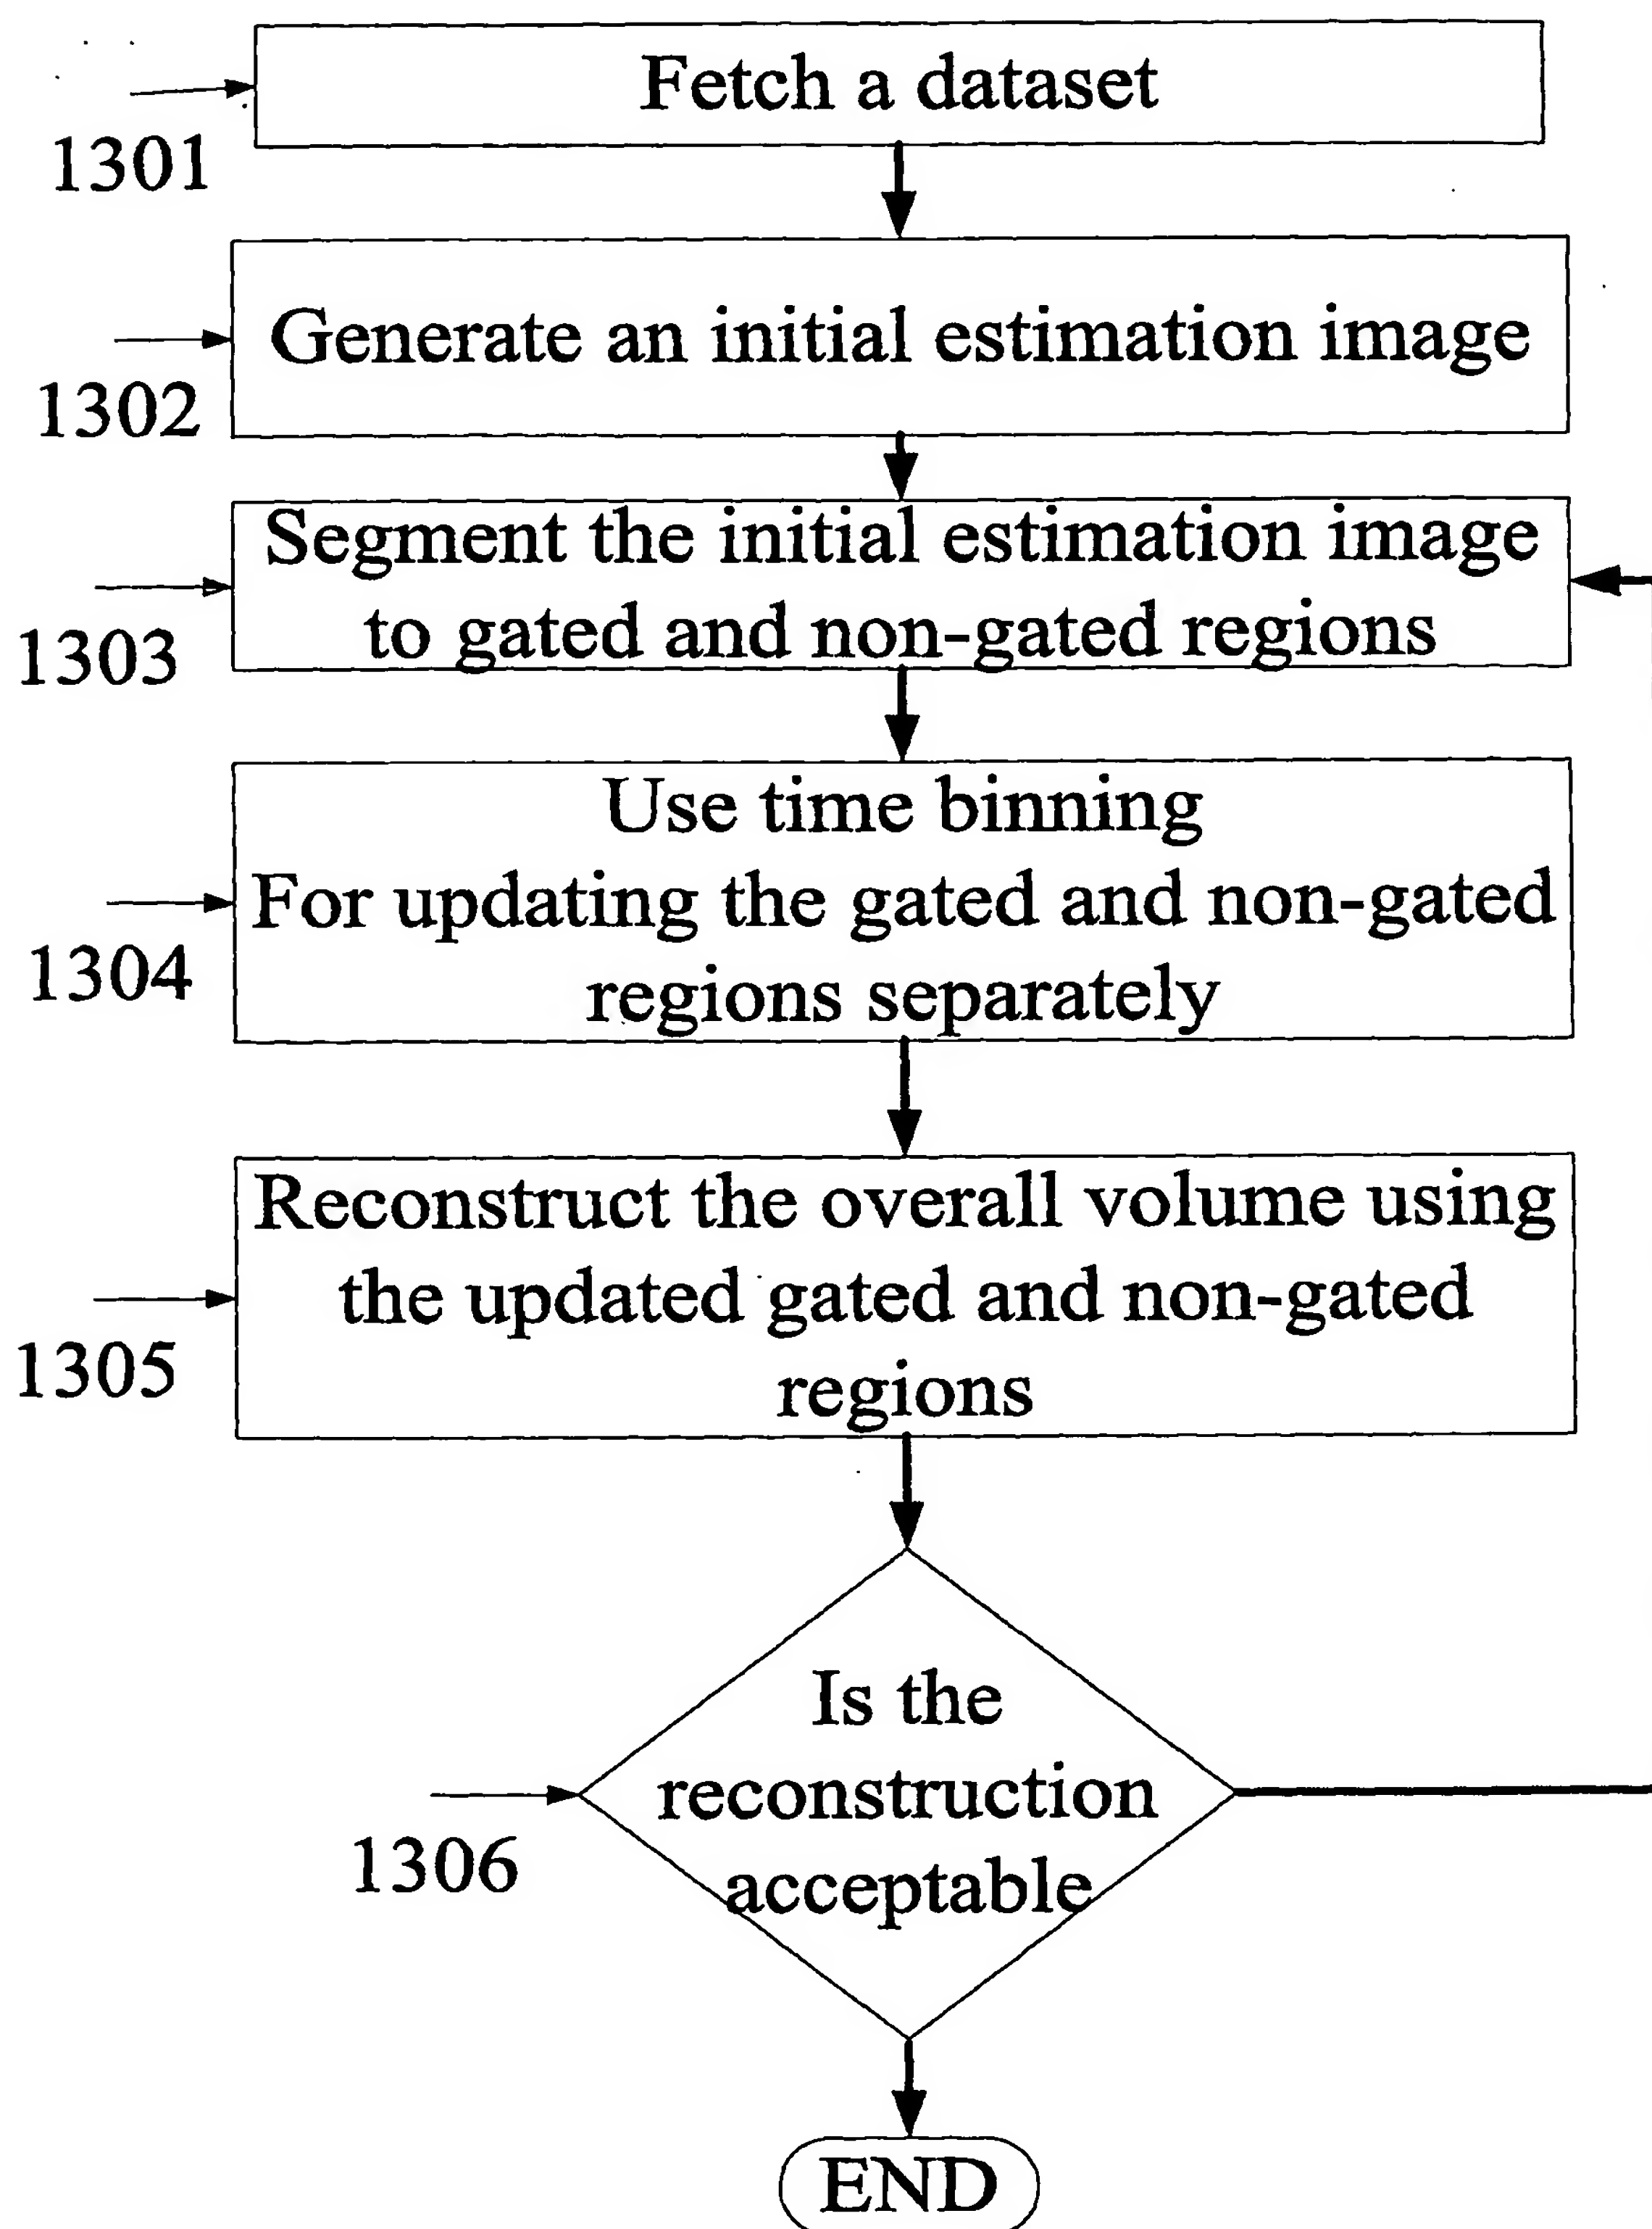 Fetch a dataset
1301
Generate an initial estimation image
1302
Segment the initial estimation image
to gated and non-gated regions
1303
Use time binning
For updating the gated and non-gated
regions separately
1304
Reconstruct the overall volume using
the updated gated and non-gated
regions
1305
Is the
reconstruction
acceptable
1306
END